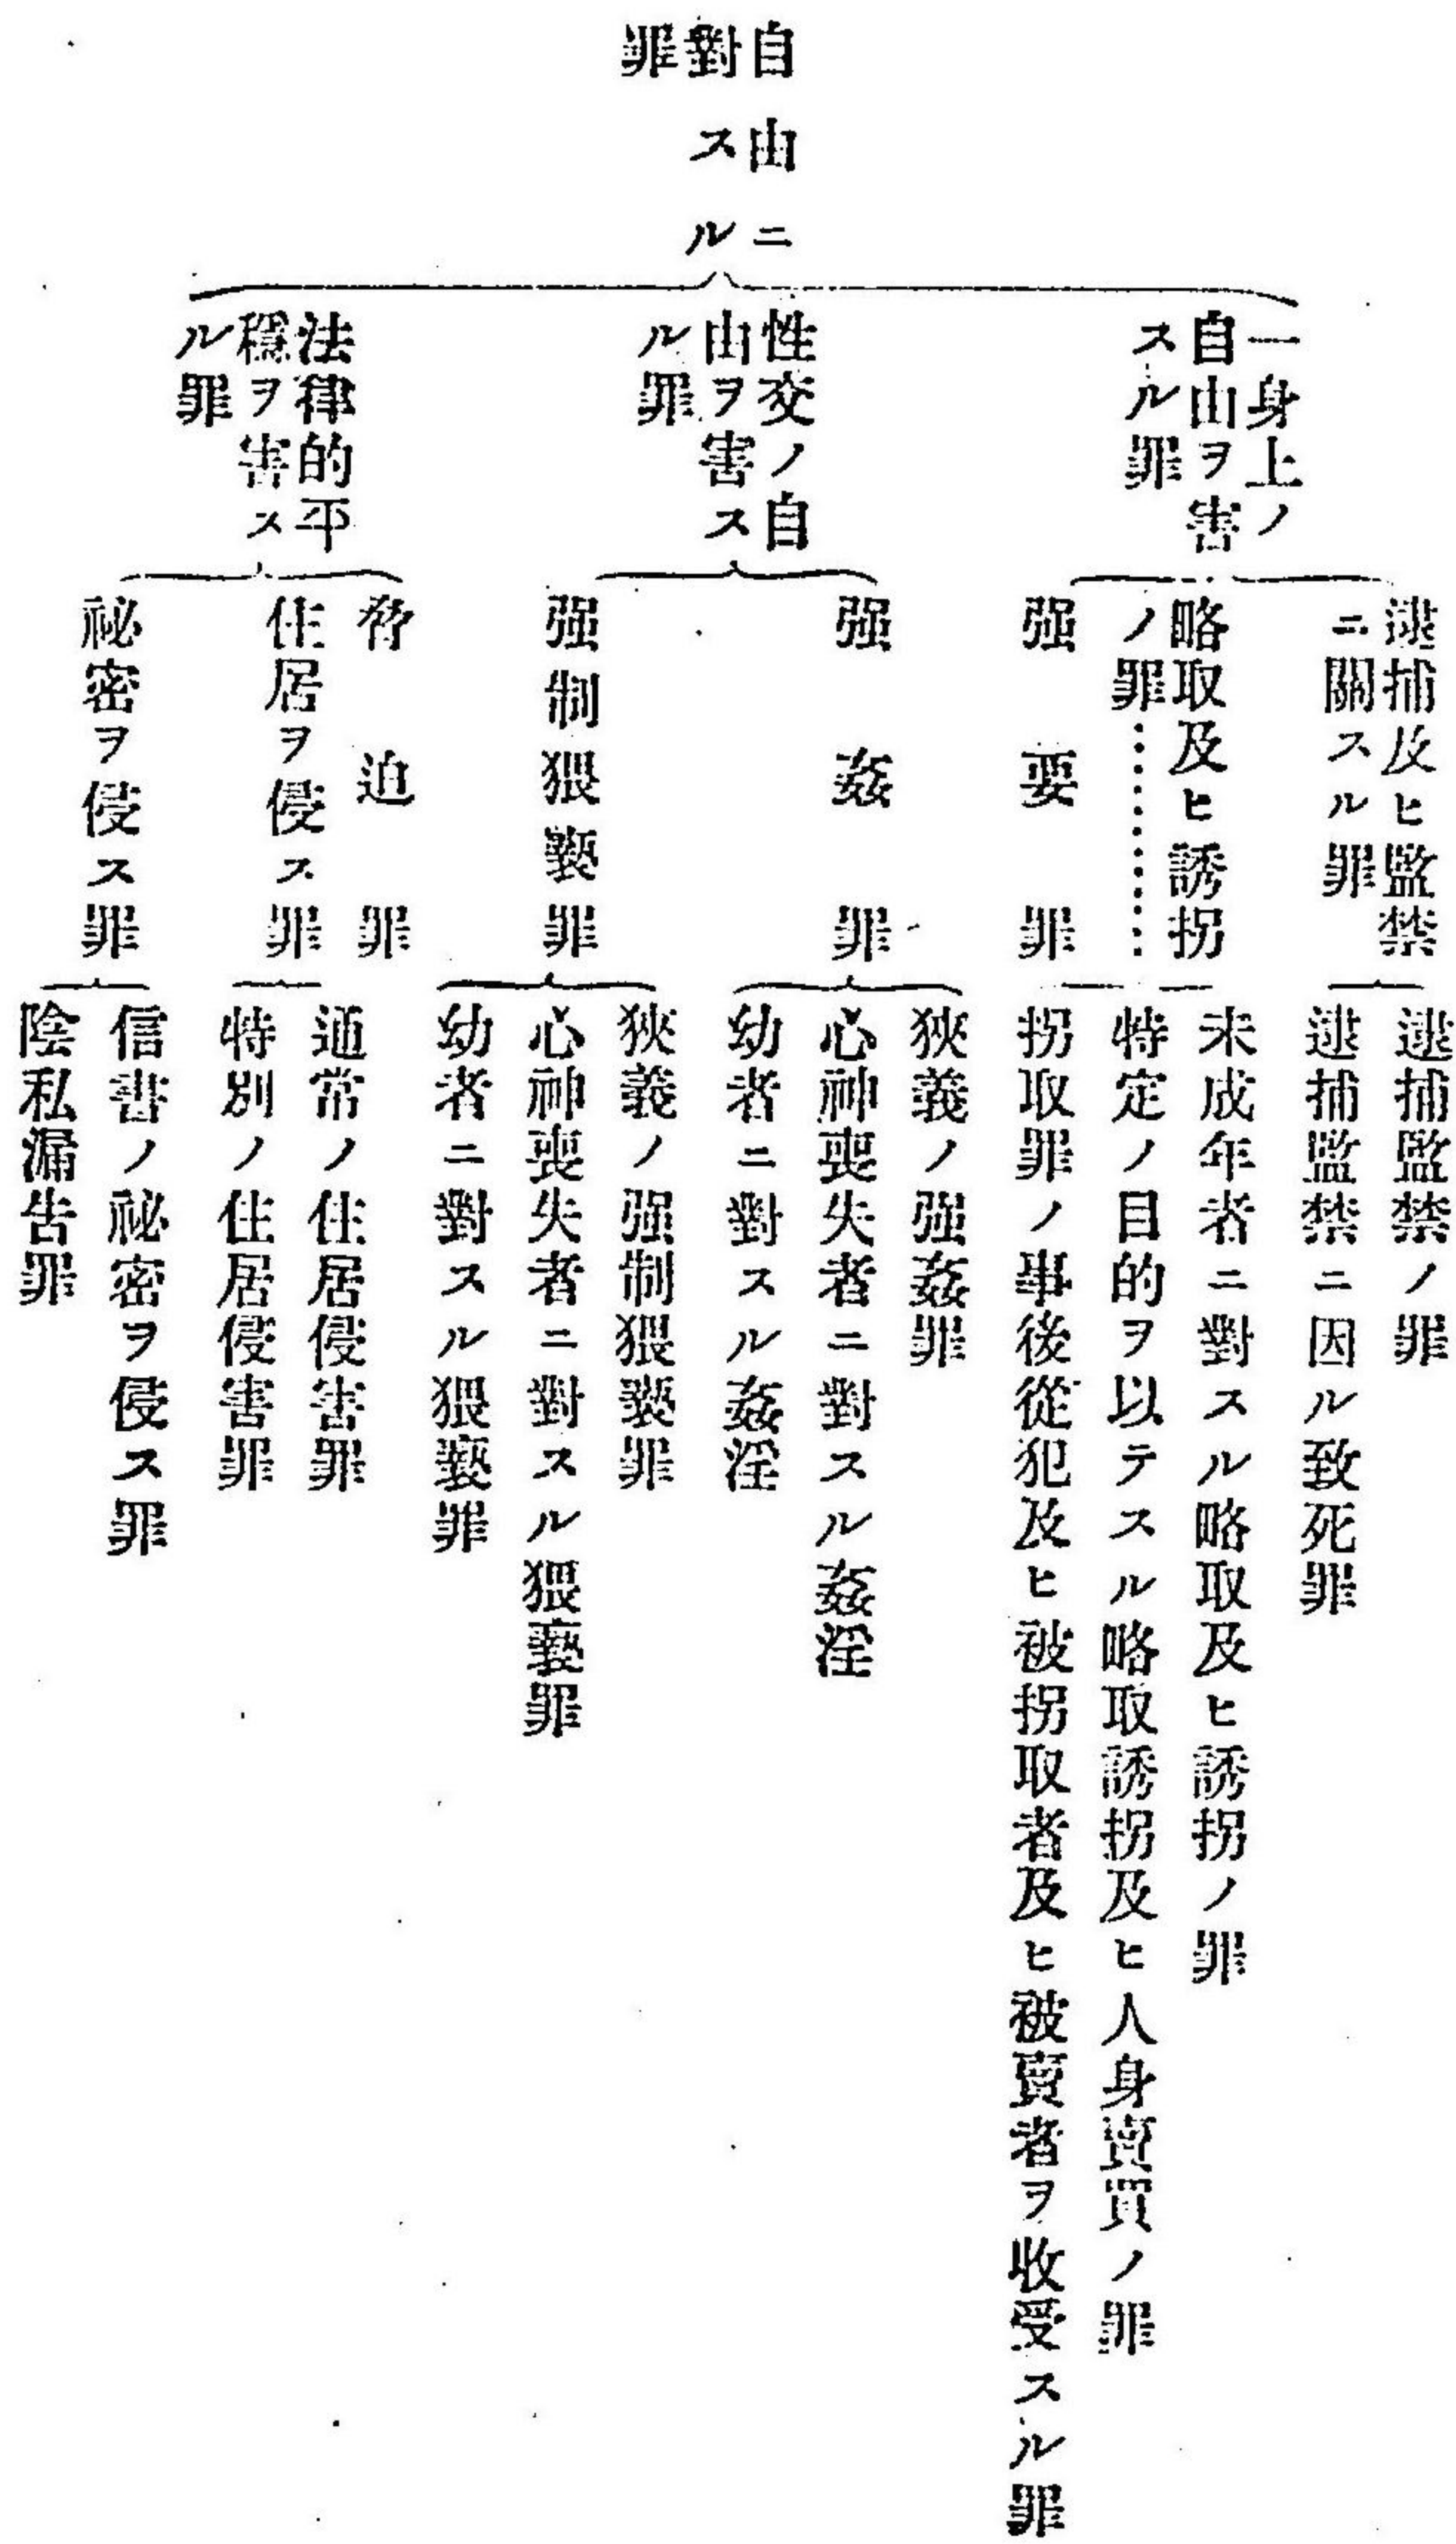 自由ニ
對スル
罪
一身上ノ
自由ヲ害
スル罪
逮捕及ヒ監禁
ニ關スル罪
逮捕監禁ノ罪
逮捕監禁ニ因ル致死罪
略取及ヒ誘拐
ノ罪………
未成年者ニ對スル略取及ヒ誘拐ノ罪
特定ノ目的ヲ以テスル略取誘拐及ヒ人身賣買ノ罪
拐取罪ノ事後從犯及ヒ被拐取者及ヒ被賣者ヲ收受スル罪
强要罪
性交ノ自
由ヲ害ス
ル罪
强姦罪
狹義ノ强姦罪
心神喪失者ニ對スル姦淫
幼者ニ對スル姦淫
强制猥褻罪
狹義ノ强制猥褻罪
心神喪失者ニ對スル猥褻罪
幼者ニ對スル猥褻罪
法律的平
穩ヲ害ス
ル罪
脅迫罪
住居ヲ侵ス罪
通常ノ住居侵害罪
特別ノ住居侵害罪
祕密ヲ侵ス罪
信書ノ祕密ヲ侵ス罪
陰私漏告罪